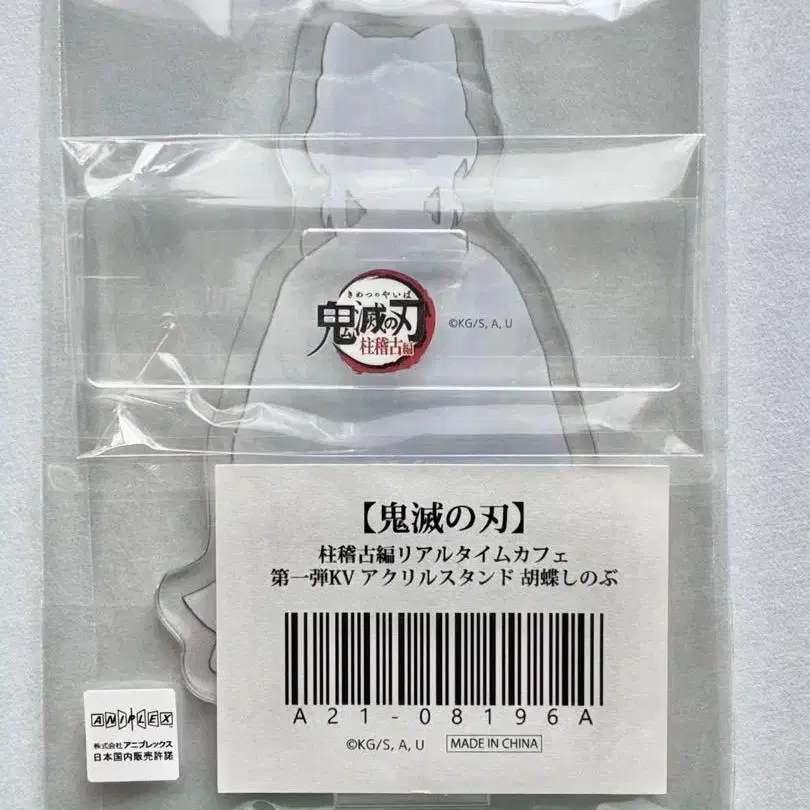 きめつのやいば
鬼滅の刃
柱稽古編
©KG/S, A, U
【鬼滅の刃】
柱稽古編リアルタイムカフェ
第一弾KV アクリルスタンド 胡蝶しのぶ
A21-08196A
©KG/S, A, U MADE IN CHINA
ANIPLEX
株式会社アニプレックス
日本国内販売許諾